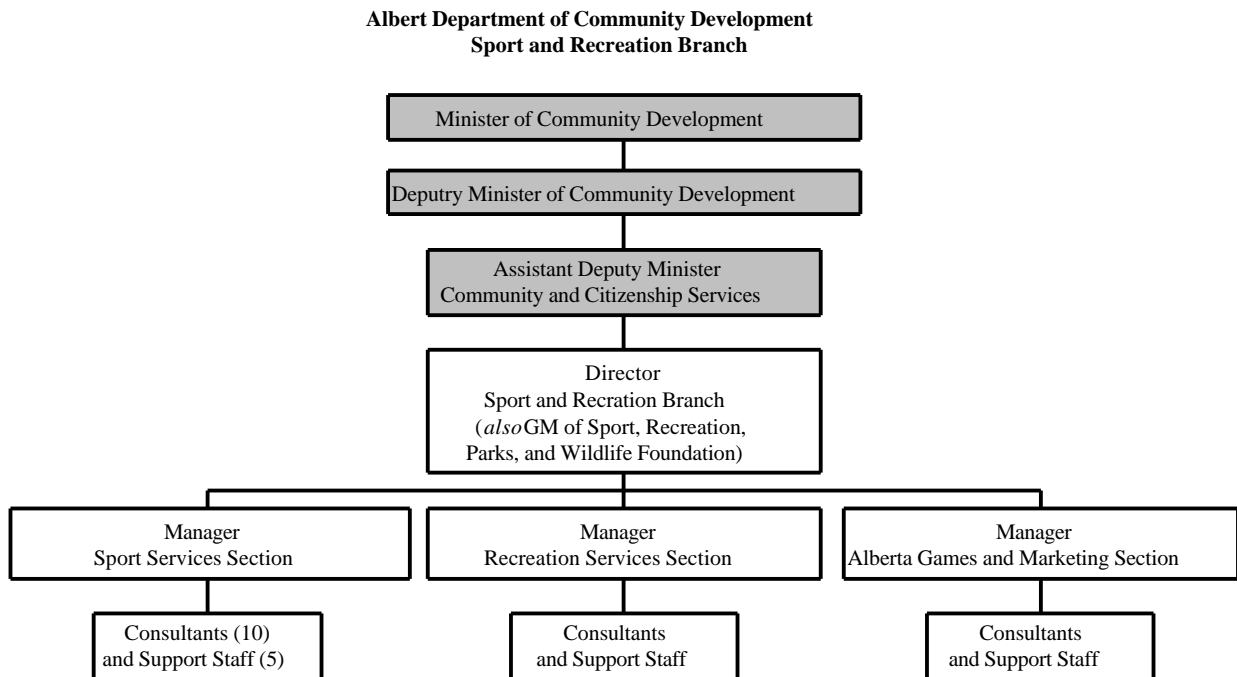 Albert Department of Community Development
Sport and Recreation Branch
Minister of Community Development
Deputry Minister of Community Development
Assistant Deputy Minister
Community and Citizenship Services
Director
Sport and Recration Branch
(also GM of Sport, Recreation,
Parks, and Wildlife Foundation)
Manager
Sport Services Section
Manager
Recreation Services Section
Manager
Alberta Games and Marketing Section
Consultants (10)
and Support Staff (5)
Consultants
and Support Staff
Consultants
and Support Staff